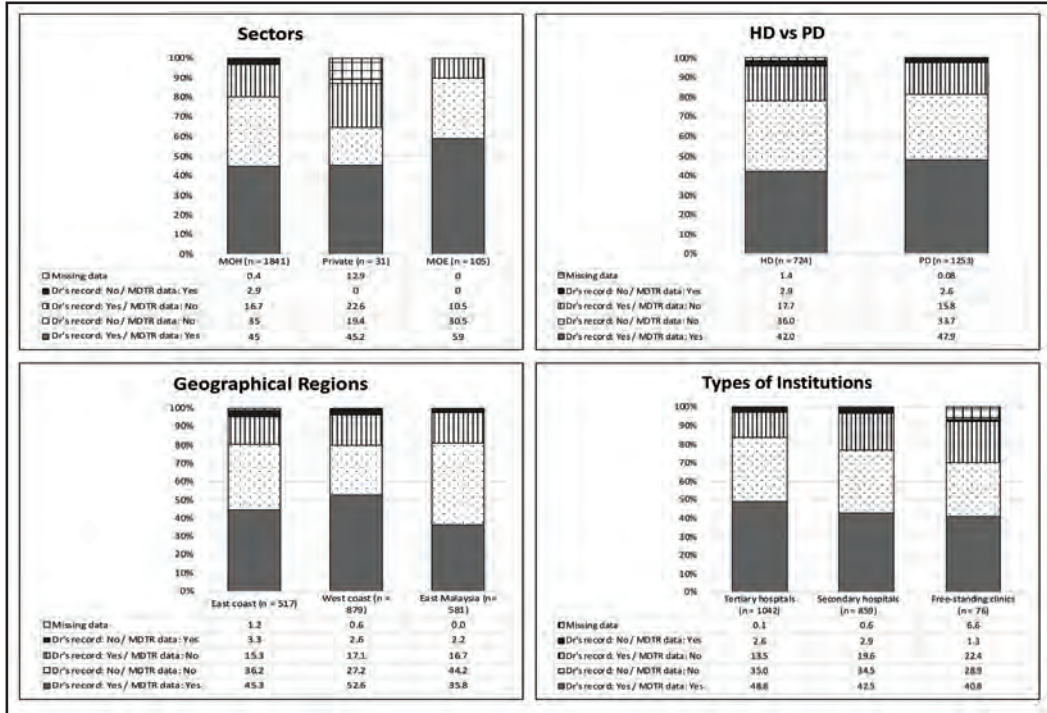 Sectors
100%
90%
80%
70%
60%
50%
40%
30%
20%
10%
0%
MOH (n = 1841) Private (n = 31) MOE (n = 105)
Missing data 0.4 12.9 0
Dr's record: No / MDTR data: Yes 2.9 0 0
Dr's record: Yes / MDTR data: No 16.7 22.6 10.5
Dr's record: No / MDTR data: No 35 19.4 30.5
Dr's record: Yes / MDTR data: Yes 45 45.2 59
HD vs PD
100%
90%
80%
70%
60%
50%
40%
30%
20%
10%
0%
HD (n = 724) PD (n = 1253)
Missing data 1.4 0.08
Dr's record: No / MDTR data: Yes 2.9 2.6
Dr's record: Yes / MDTR data: No 17.7 15.8
Dr's record: No / MDTR data: No 36.0 33.7
Dr's record: Yes / MDTR data: Yes 42.0 47.9
Geographical Regions
100%
90%
80%
70%
60%
50%
40%
30%
20%
10%
0%
East coast (n = 517) West coast (n = 879) East Malaysia (n= 581)
Missing data 1.2 0.6 0.0
Dr's record: No / MDTR data: Yes 3.3 2.6 2.2
Dr's record: Yes / MDTR data: No 15.3 17.1 16.7
Dr's record: No / MDTR data: No 36.2 27.2 44.2
Dr's record: Yes / MDTR data: Yes 45.3 52.6 35.8
Types of Institutions
100%
90%
80%
70%
60%
50%
40%
30%
20%
10%
0%
Tertiary hospitals Secondary hospitals Free-standing clinics
(n = 1042) (n = 859) (n = 76)
Missing data 0.1 0.6 6.6
Dr's record: No / MDTR data: Yes 2.6 2.9 1.3
Dr's record: Yes / MDTR data: No 13.5 19.6 22.4
Dr's record: No / MDTR data: No 35.0 34.5 28.9
Dr's record: Yes / MDTR data: Yes 48.8 42.5 40.8